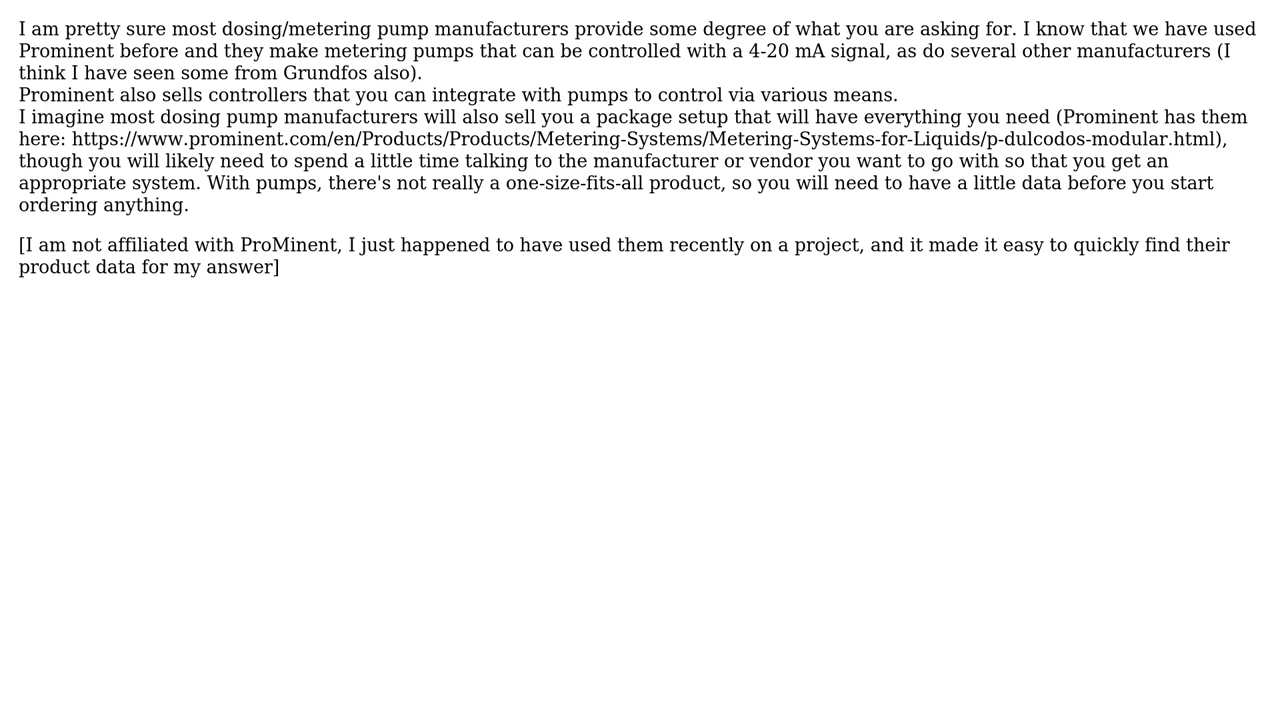 I am pretty sure most dosing/metering pump manufacturers provide some degree of what you are asking for. I know that we have used
Prominent before and they make metering pumps that can be controlled with a 4-20 mA signal, as do several other manufacturers (I
think I have seen some from Grundfos also).
Prominent also sells controllers that you can integrate with pumps to control via various means.
I imagine most dosing pump manufacturers will also sell you a package setup that will have everything you need (Prominent has them
here: https://www.prominent.com/en/Products/Products/Metering-Systems/Metering-Systems-for-Liquids/p-dulcodos-modular.html),
though you will likely need to spend a little time talking to the manufacturer or vendor you want to go with so that you get an
appropriate system. With pumps, there's not really a one-size-fits-all product, so you will need to have a little data before you start
ordering anything.
[I am not affiliated with ProMinent, I just happened to have used them recently on a project, and it made it easy to quickly find their
product data for my answer]